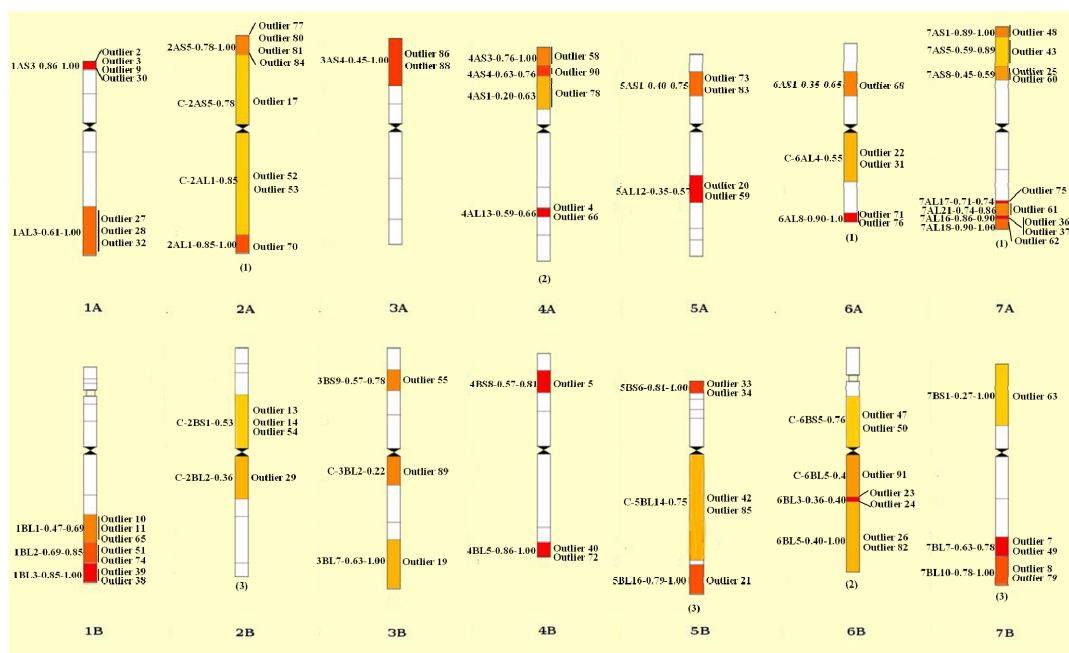 Outlier 2
Outlier 3
1AS3-0.86-1.00
Outlier 9
Outlier 30
Outlier 27
Outlier 28
1AL3-0.61-1.00
Outlier 32
1A
Outlier 77
Outlier 80
2AS5-0.78-1.00
Outlier 81
Outlier 84
C-2AS5-0.78
Outlier 17
Outlier 52
C-2AL1-0.85
Outlier 53
2AL1-0.85-1.00
Outlier 70
(1)
2A
Outlier 86
3AS4-0.45-1.00
Outlier 88
3A
4AS3-0.76-1.00
Outlier 58
4AS4-0.63-0.76
Outlier 90
4AS1-0.20-0.63
Outlier 78
Outlier 4
4AL13-0.59-0.66
Outlier 66
(2)
4A
Outlier 73
5AS1-0.40-0.75
Outlier 83
Outlier 20
5AL12-0.35-0.57
Outlier 59
5A
6AS1-0.35-0.65
Outlier 68
Outlier 22
C-6AL4-0.55
Outlier 31
Outlier 71
6AL8-0.90-1.0
Outlier 76
(1)
6A
7AS1-0.89-1.00
Outlier 48
7AS5-0.59-0.89
Outlier 43
7AS8-0.45-0.59
Outlier 25
Outlier 60
Outlier 75
7AL17-0.71-0.74
7AL21-0.74-0.86
Outlier 61
7AL16-0.86-0.90
Outlier 36
7AL18-0.90-1.00
Outlier 37
Outlier 62
(1)
7A
Outlier 10
1BL1-0.47-0.69
Outlier 11
Outlier 65
1BL2-0.69-0.85
Outlier 51
Outlier 74
1BL3-0.85-1.00
Outlier 39
Outlier 38
1B
Outlier 13
C-2BS1-0.53
Outlier 14
Outlier 54
C-2BL2-0.36
Outlier 29
(3)
2B
3BS9-0.57-0.78
Outlier 55
C-3BL2-0.22
Outlier 89
3BL7-0.63-1.00
Outlier 19
3B
4BS8-0.57-0.81
Outlier 5
4BL5-0.86-1.00
Outlier 40
Outlier 72
4B
5BS6-0.81-1.00
Outlier 33
Outlier 34
C-5BL14-0.75
Outlier 42
Outlier 85
5BL16-0.79-1.00
Outlier 21
(3)
5B
Outlier 47
C-6BS5-0.76
Outlier 50
C-6BL5-0.4
Outlier 91
Outlier 23
6BL3-0.36-0.40
Outlier 24
Outlier 26
6BL5-0.40-1.00
Outlier 82
(2)
6B
7BS1-0.27-1.00
Outlier 63
Outlier 7
7BL7-0.63-0.78
Outlier 49
Outlier 8
7BL10-0.78-1.00
Outlier 79
(3)
7B